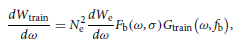 dW_train/dω = N_e^2 dW_e/dω F_b(ω,σ)G_train(ω,f_b),